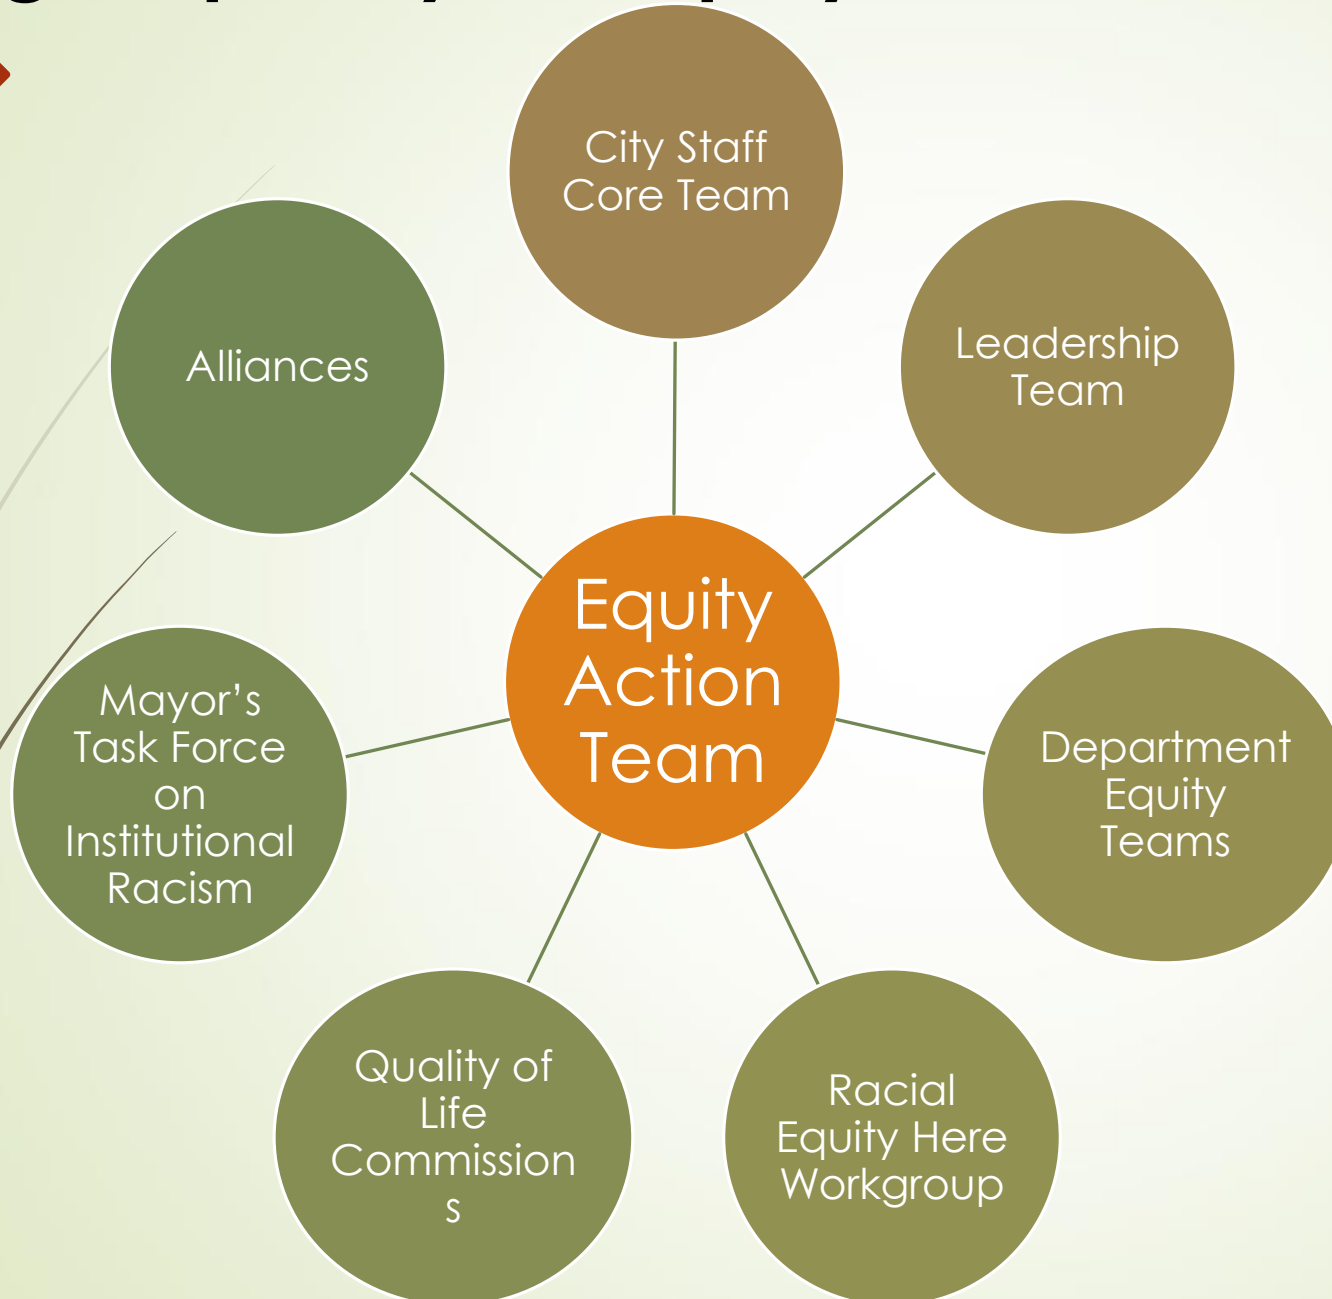 City Staff
Core Team
Leadership
Team
Alliances
Equity
Action
Team
Mayor’s
Task Force
on
Institutional
Racism
Department
Equity
Teams
Quality of
Life
Commission
s
Racial
Equity Here
Workgroup